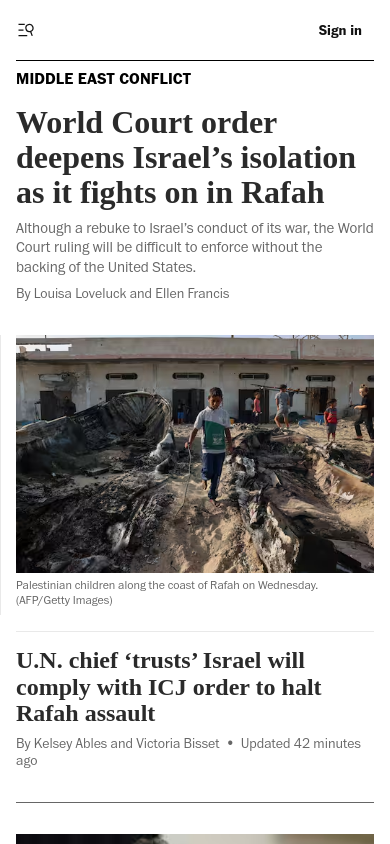 Sign in
MIDDLE EAST CONFLICT
World Court order
deepens Israel’s isolation
as it fights on in Rafah
Although a rebuke to Israel’s conduct of its war, the World
Court ruling will be difficult to enforce without the
backing of the United States.
By Louisa Loveluck and Ellen Francis
Palestinian children along the coast of Rafah on Wednesday.
(AFP/Getty Images)
U.N. chief ‘trusts’ Israel will
comply with ICJ order to halt
Rafah assault
By Kelsey Ables and Victoria Bisset • Updated 42 minutes
ago